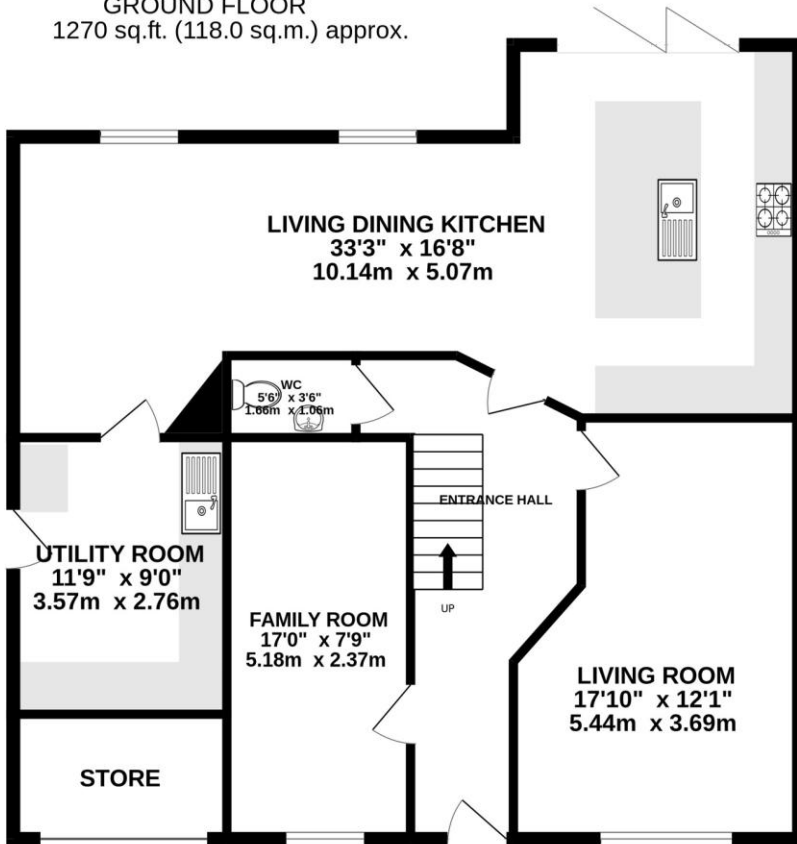 GROUND FLOOR
1270 sq.ft. (118.0 sq.m.) approx.
LIVING DINING KITCHEN
33'3" x 16'8"
10.14m x 5.07m
WC
5'6" x 3'6"
1.66m x 1.06m
ENTRANCE HALL
UP
UTILITY ROOM
11'9" x 9'0"
3.57m x 2.76m
FAMILY ROOM
17'0" x 7'9"
5.18m x 2.37m
LIVING ROOM
17'10" x 12'1"
5.44m x 3.69m
STORE